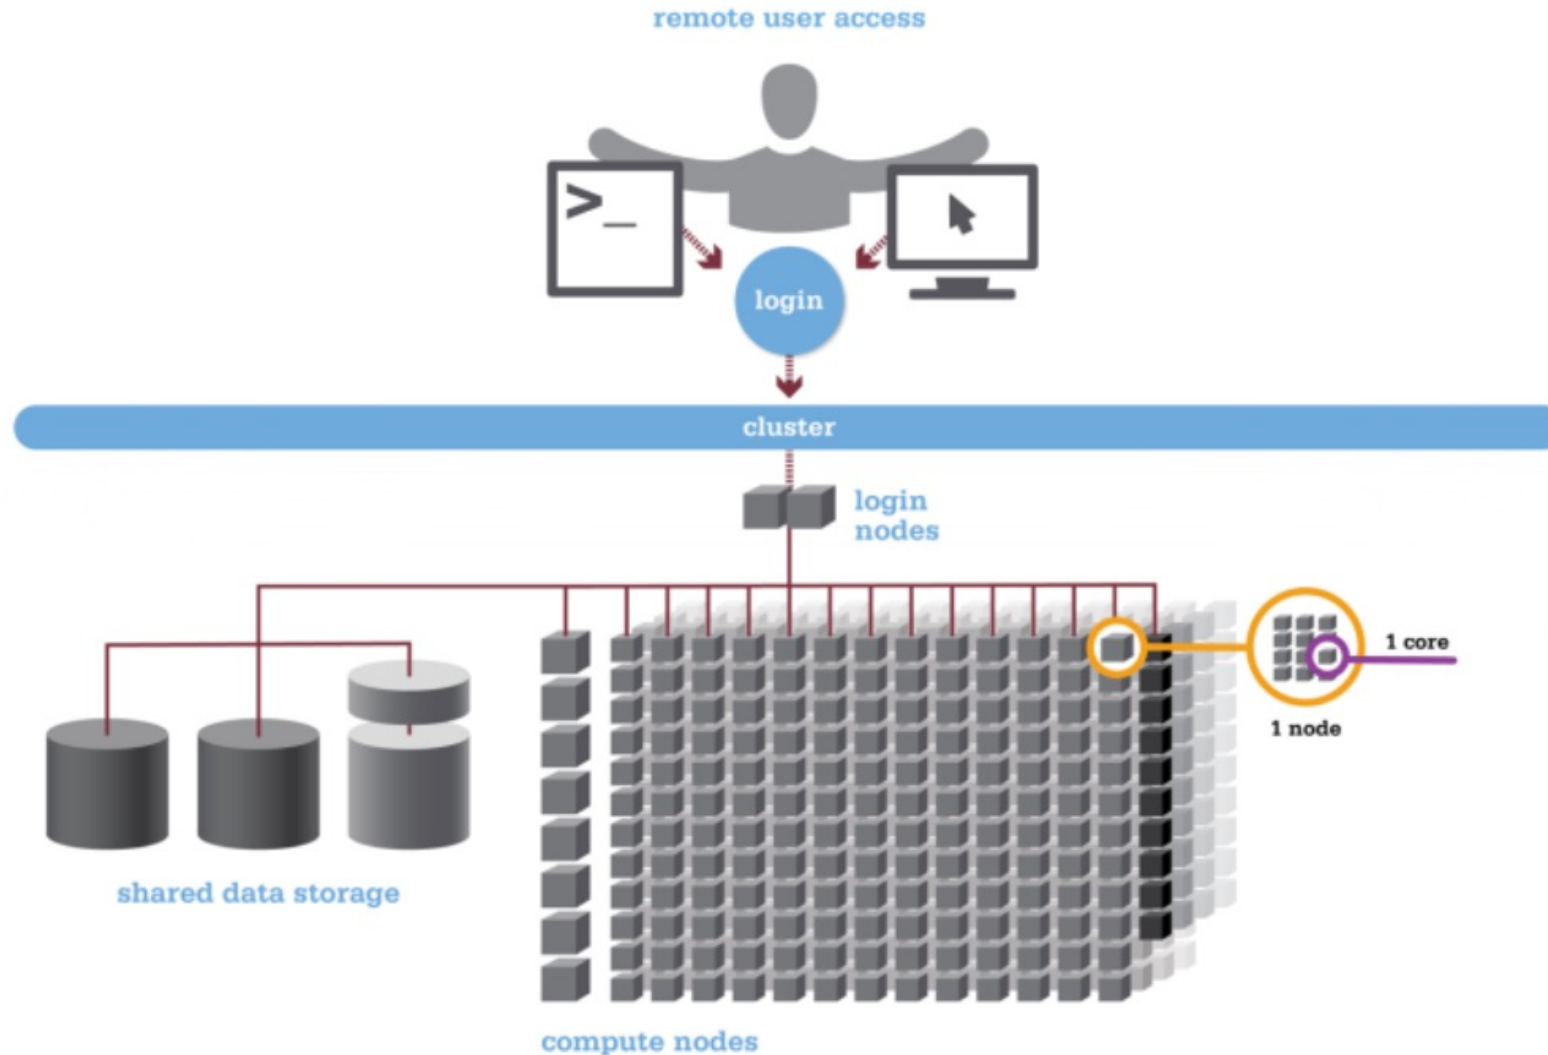 remote user access
>_
login
cluster
login
nodes
1 core
1 node
shared data storage
compute nodes